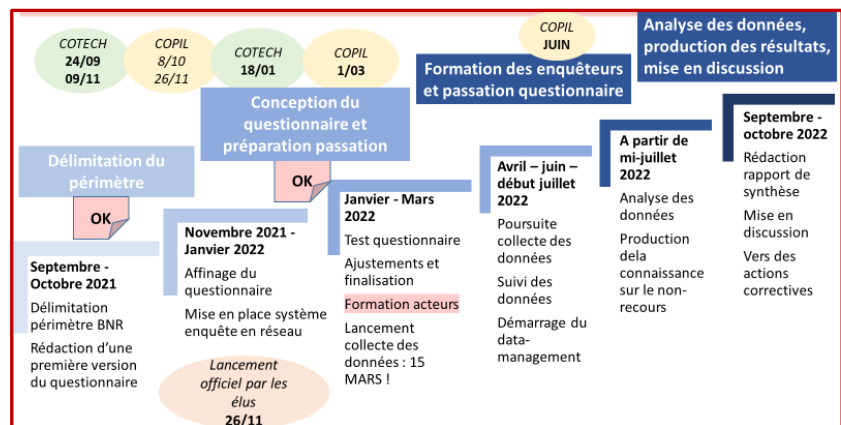 COTECH
24/09
09/11
COPIL
8/10
26/11
COTECH
18/01
COPIL
1/03
COPIL
JUIN
Analyse des données,
production des résultats,
mise en discussion
Formation des enquêteurs
et passation questionnaire
Conception du
questionnaire et
préparation passation
Délimitation du
périmètre
OK
OK
Septembre -
Octobre 2021
Délimitation
périmètre BNR
Rédaction d'une
première version
du questionnaire
Novembre 2021 -
Janvier 2022
Affinage du
questionnaire
Mise en place système
enquête en réseau
Lancement
officiel par les
élus
26/11
Janvier - Mars
2022
Test questionnaire
Ajustements et
finalisation
Formation acteurs
Lancement
collecte des
données : 15
MARS !
Avril – juin –
début juillet
2022
Poursuite
collecte des
données
Suivi des
données
Démarrage du
data-
management
A partir de
mi-juillet
2022
Analyse des
données
Production
dela
connaissance
sur le non-
recours
Septembre -
octobre 2022
Rédaction
rapport de
synthèse
Mise en
discussion
Vers des
actions
correctives